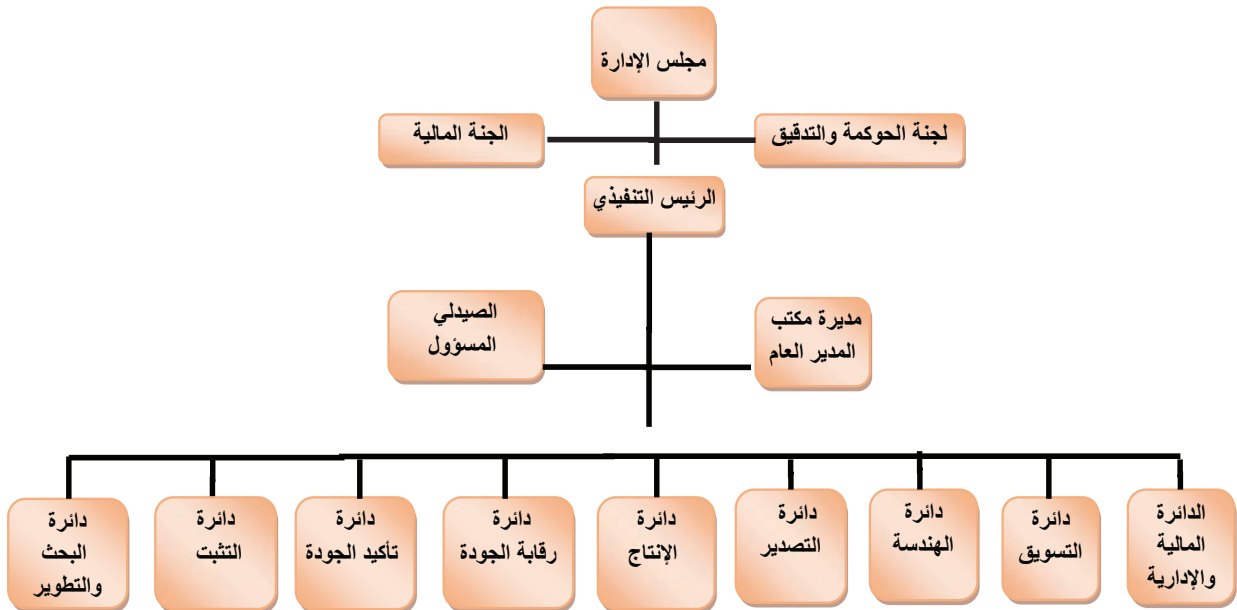 مجلس الإدارة
لجنة الحوكمة والتدقيق
الجنة المالية
الرئيس التنفيذي
مديرة مكتب
المدير العام
الصيدلي
المسؤول
الدائرة
المالية
والإدارية
دائرة
التسويق
دائرة
الهندسة
دائرة
التصدير
دائرة
الإنتاج
دائرة
رقابة الجودة
دائرة
تأكيد الجودة
دائرة
التثبت
دائرة
البحث
والتطوير